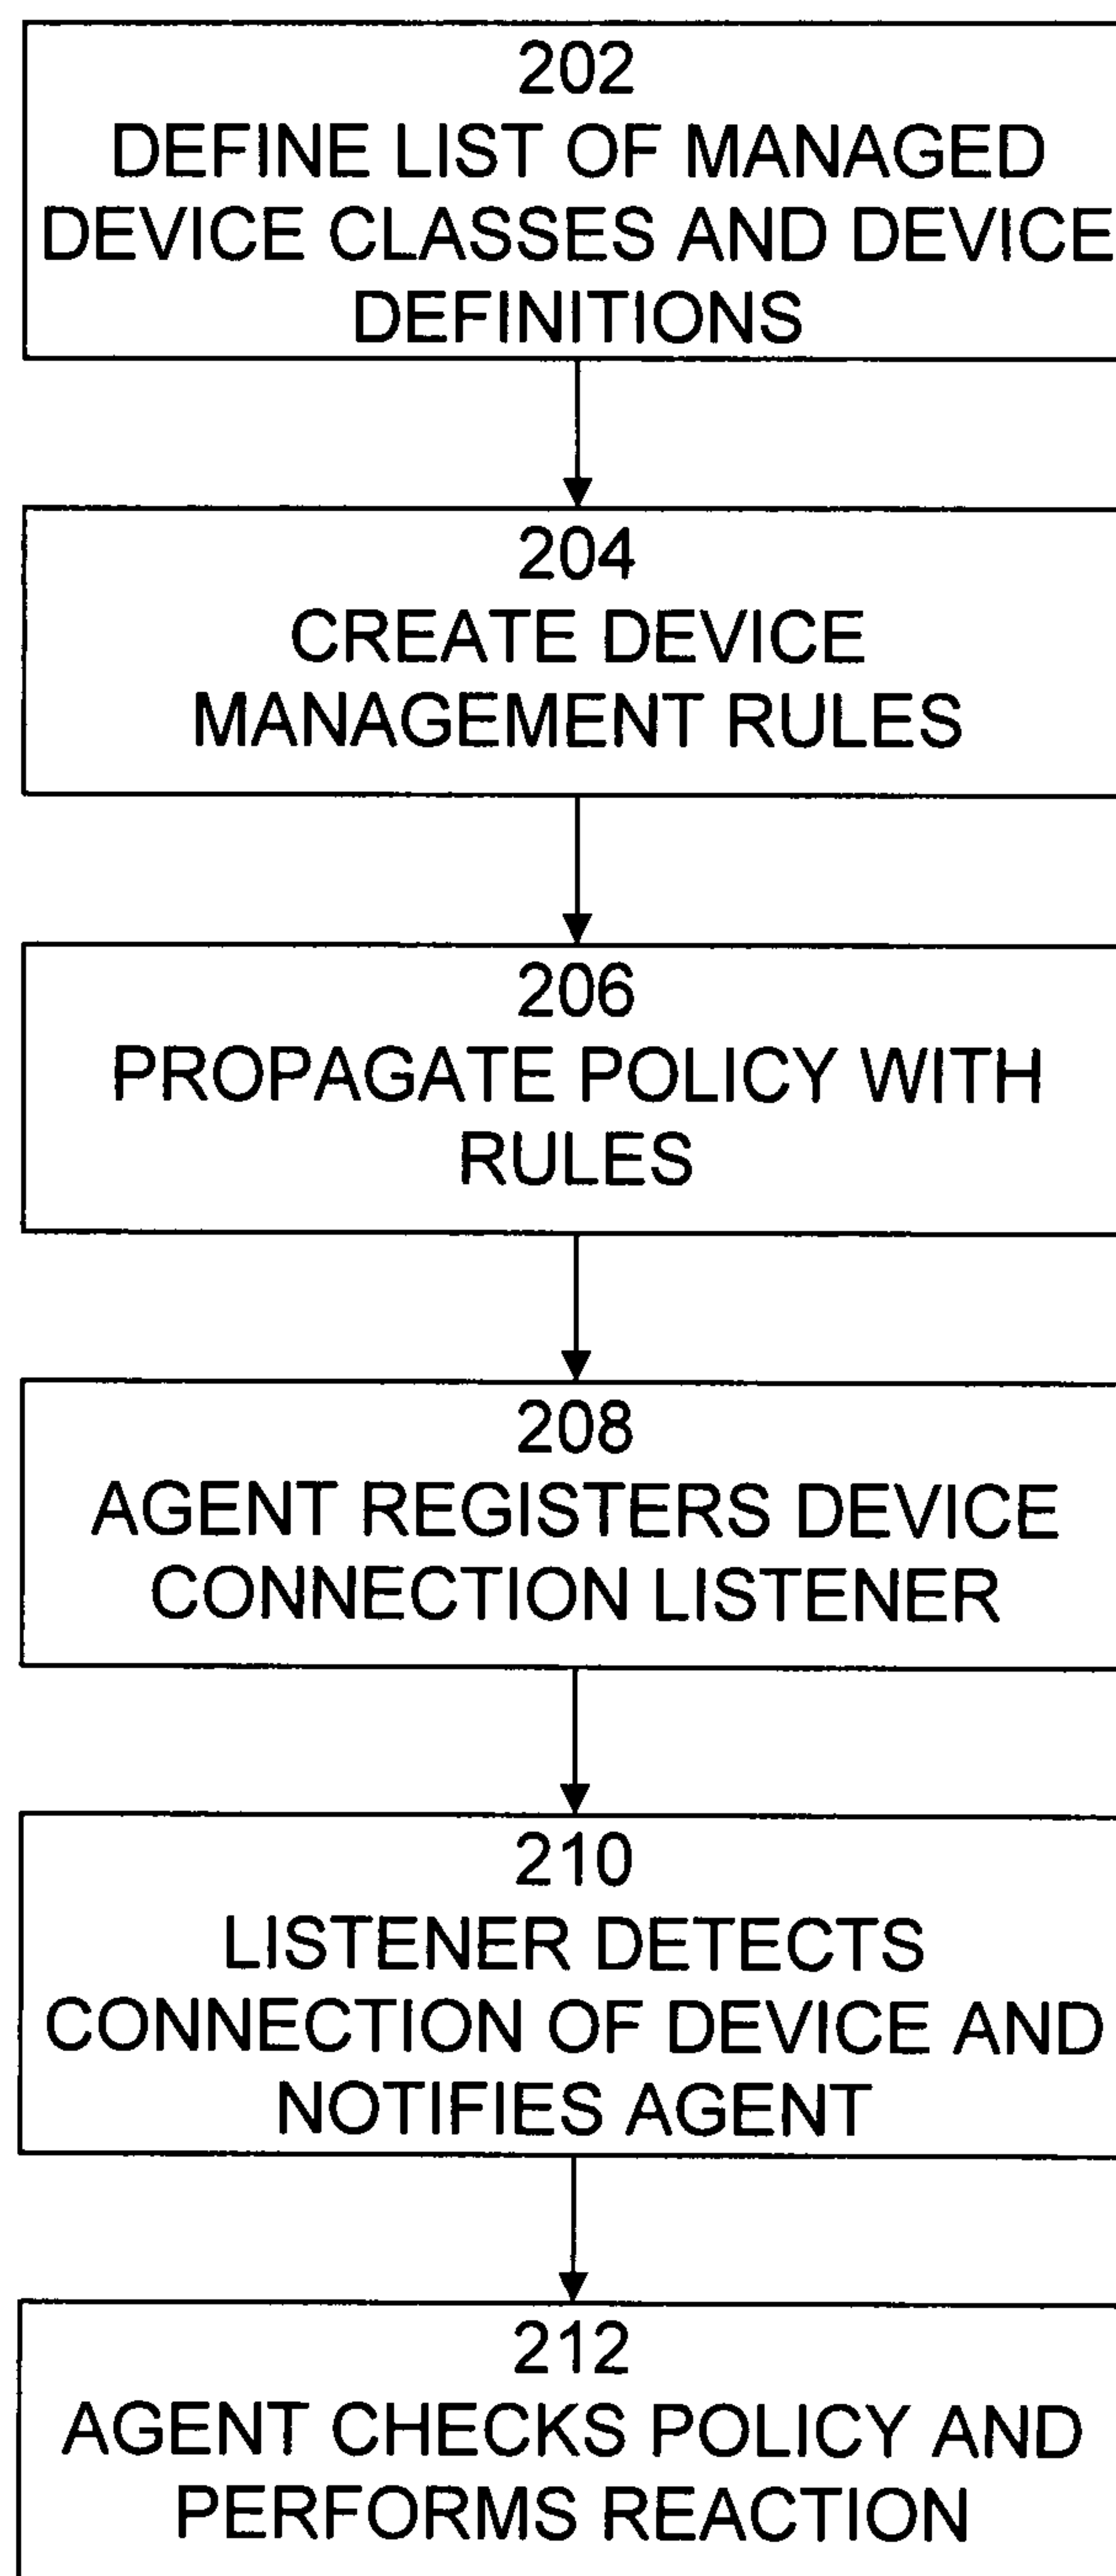 202
DEFINE LIST OF MANAGED
DEVICE CLASSES AND DEVICE
DEFINITIONS
204
CREATE DEVICE
MANAGEMENT RULES
206
PROPAGATE POLICY WITH
RULES
208
AGENT REGISTERS DEVICE
CONNECTION LISTENER
210
LISTENER DETECTS
CONNECTION OF DEVICE AND
NOTIFIES AGENT
212
AGENT CHECKS POLICY AND
PERFORMS REACTION